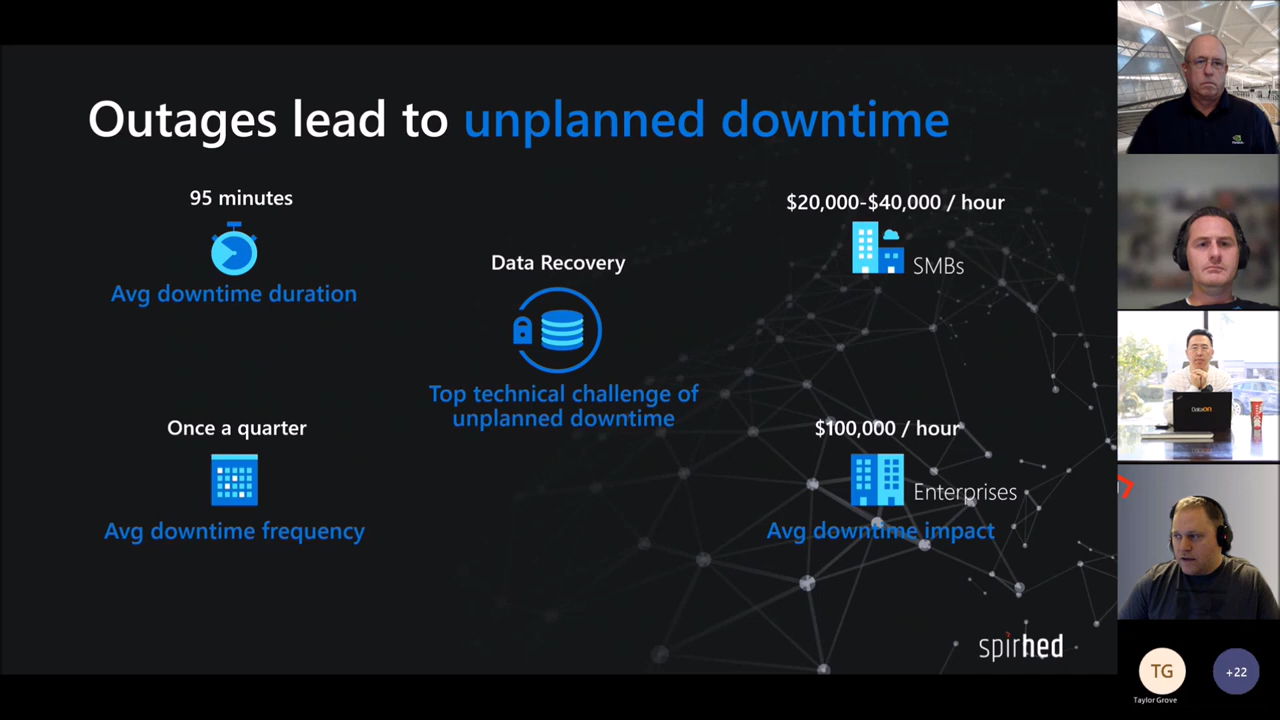 Outages lead to unplanned downtime
95 minutes
Avg downtime duration
Once a quarter
Avg downtime frequency
Data Recovery
Top technical challenge of
unplanned downtime
$20,000-$40,000 / hour
SMBs
$100,000 / hour
Enterprises
Avg downtime impact
spirhed
DataON
TG
Taylor Grove
+22